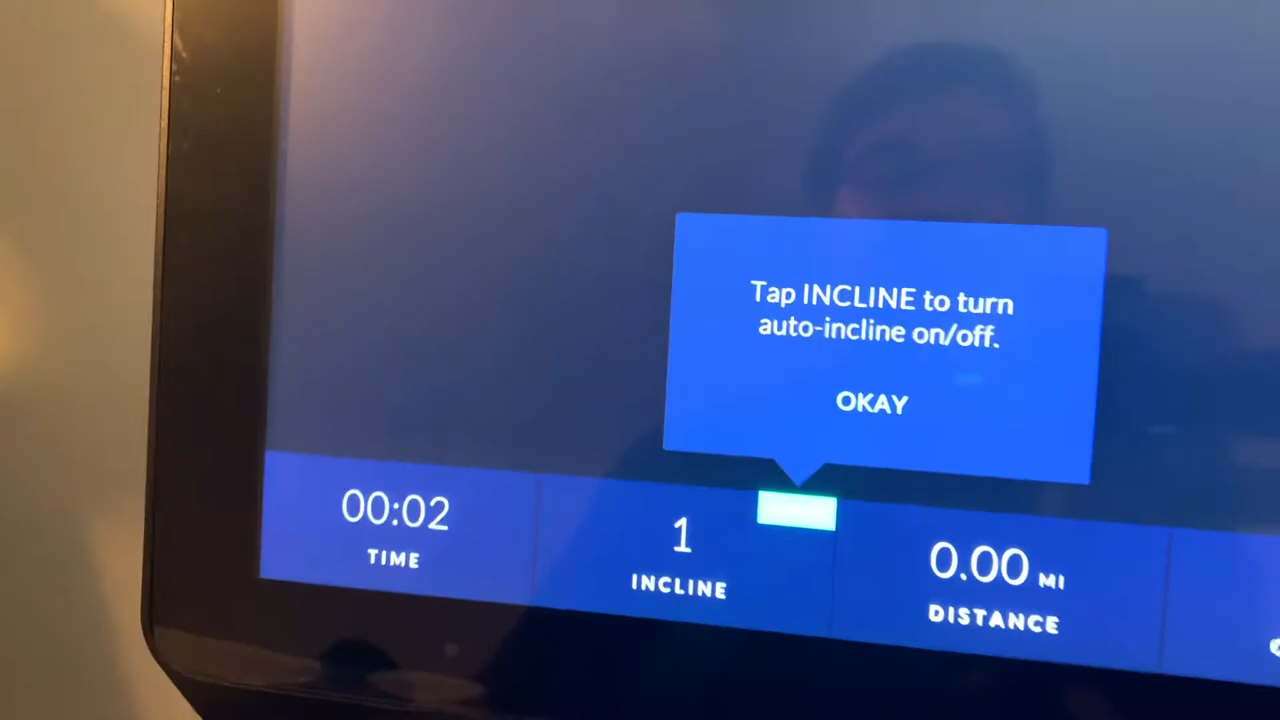 Tap INCLINE to turn
auto-incline on/off.
OKAY
00:02
TIME
1
INCLINE
0.00 MI
DISTANCE